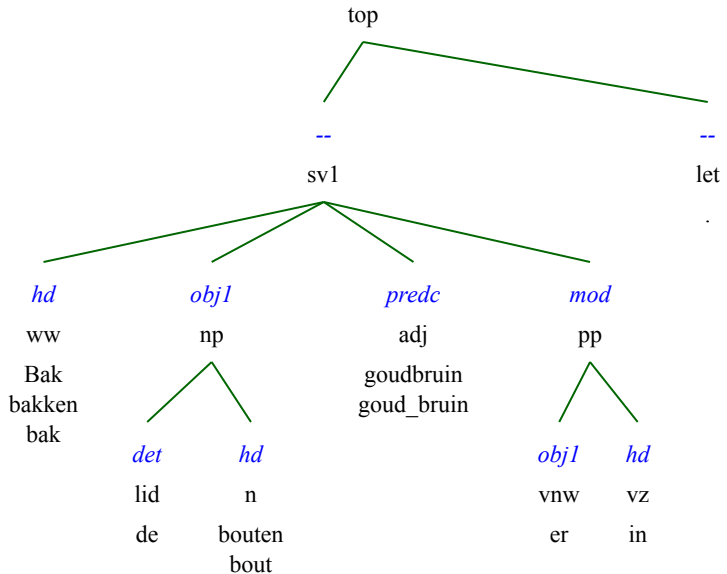 top
-- --
sv1 let
.
hd obj1 predc mod
ww np adj pp
Bak goudbruin
bakken goud_bruin
bak
det hd obj1 hd
lid n vnw vz
de bouten er in
bout